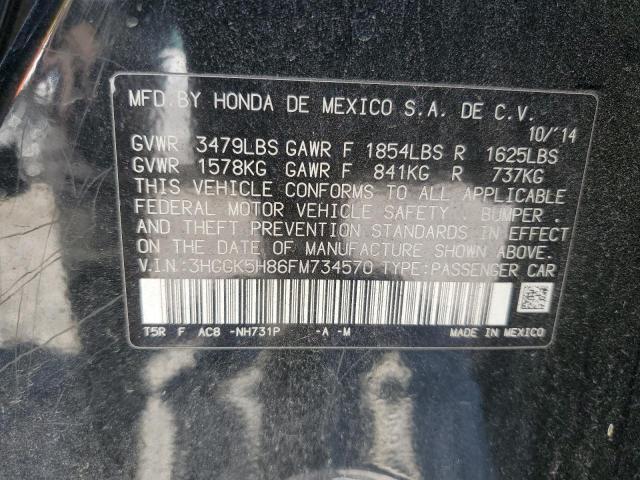 MFD.BY HONDA DE MEXICO S.A. DE C.V.
10/'14
GVWR 3479LBS GAWR F 1854LBS R 1625LBS
GVWR 1578KG GAWR F 841KG R 737KG
THIS VEHICLE CONFORMS TO ALL APPLICABLE
FEDERAL MOTOR VEHICLE SAFETY , BUMPER ,
AND THEFT PREVENTION STANDARDS IN EFFECT
ON THE DATE OF MANUFACTURE SHOWN ABOVE.
V.I.N.:3HGGK5H86FM734570 TYPE:PASSENGER CAR
T5R F AC8 -NH731P -A -M MADE IN MEXICO